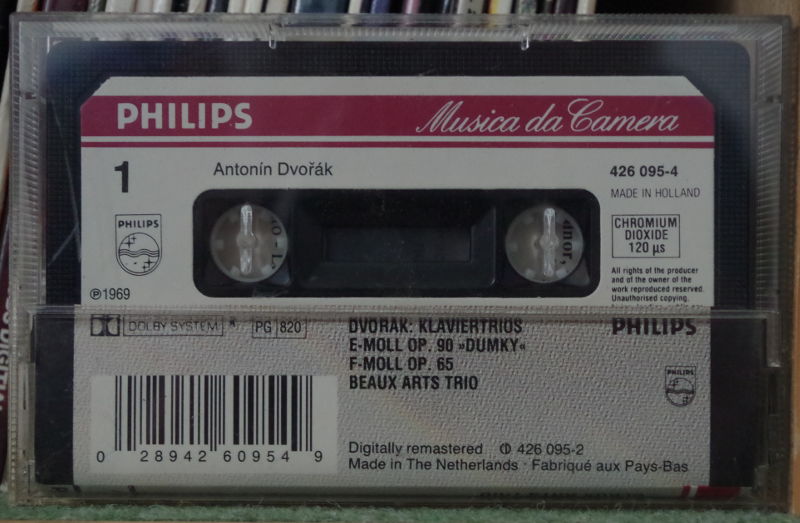 PHILIPS
Musica da Camera
1
Antonín Dvořák
426 095-4
MADE IN HOLLAND
PHILIPS
CHROMIUM
DIOXIDE
120 µs
℗1969
All rights of the producer
and of the owner of the
work reproduced reserved.
Unauthorised copying,
DOLBY SYSTEM *
PG 820
DVOŘÁK: KLAVIERTRIOS
E-MOLL OP. 90 »DUMKY«
F-MOLL OP. 65
BEAUX ARTS TRIO
PHILIPS
PHILIPS
0 28942 60954 9
Digitally remastered 426 095-2
Made in The Netherlands · Fabriqué aux Pays-Bas